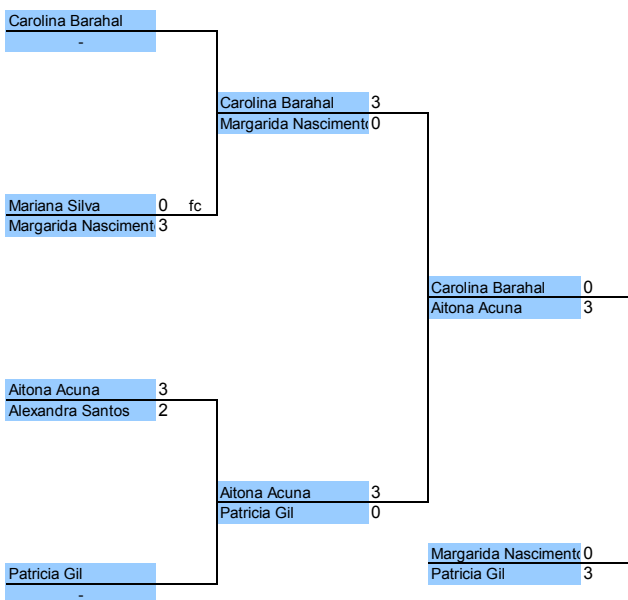 Carolina Barahal
-
Carolina Barahal 3
Margarida Nascimento 0
Mariana Silva 0 fc
Margarida Nasciment 3
Carolina Barahal 0
Aitona Acuna 3
Aitona Acuna 3
Alexandra Santos 2
Aitona Acuna 3
Patricia Gil 0
Margarida Nascimento 0
Patricia Gil 3
Patricia Gil
-